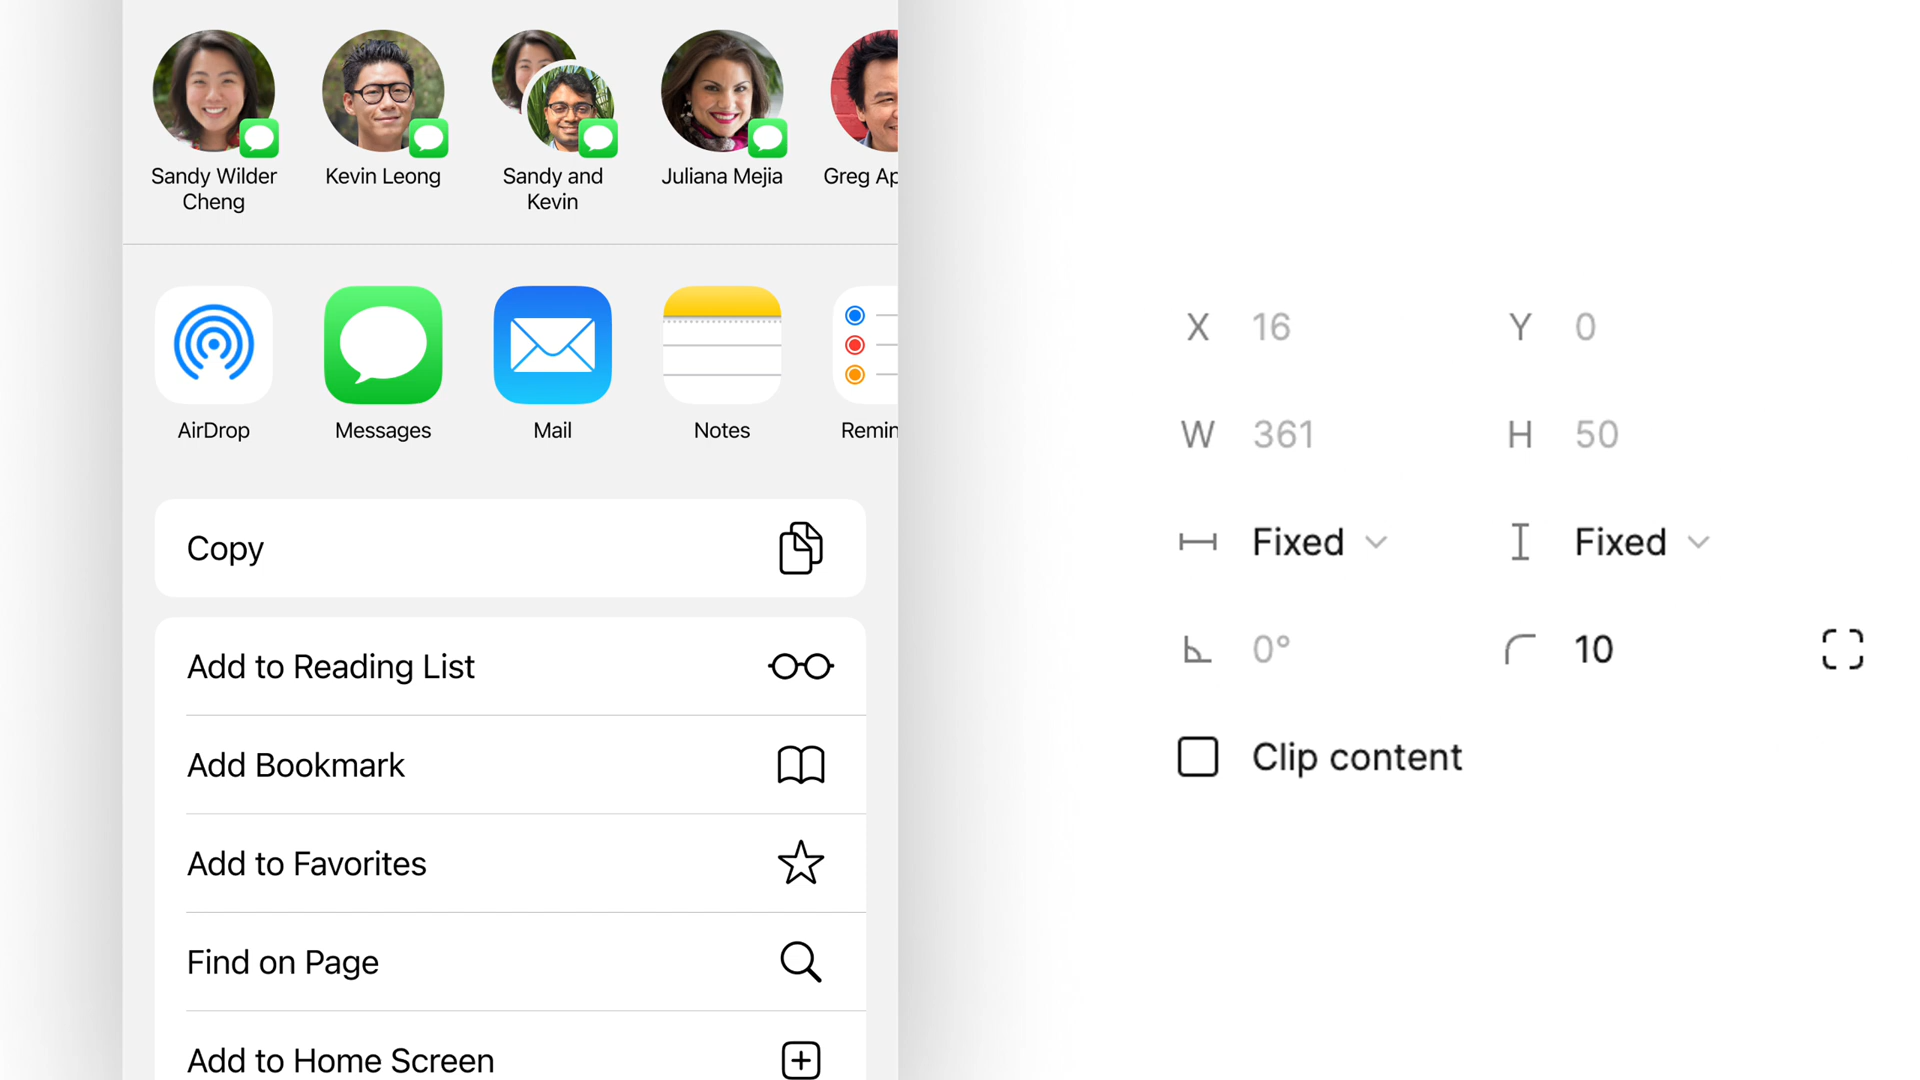 Sandy Wilder
Cheng
Kevin Leong
Sandy and
Kevin
Juliana Mejia
Greg Ap
AirDrop
Messages
Mail
Notes
Remin
Copy
Add to Reading List
Add Bookmark
Add to Favorites
Find on Page
Add to Home Screen
X 16 Y 0
W 361 H 50
Fixed Fixed
0° 10
Clip content